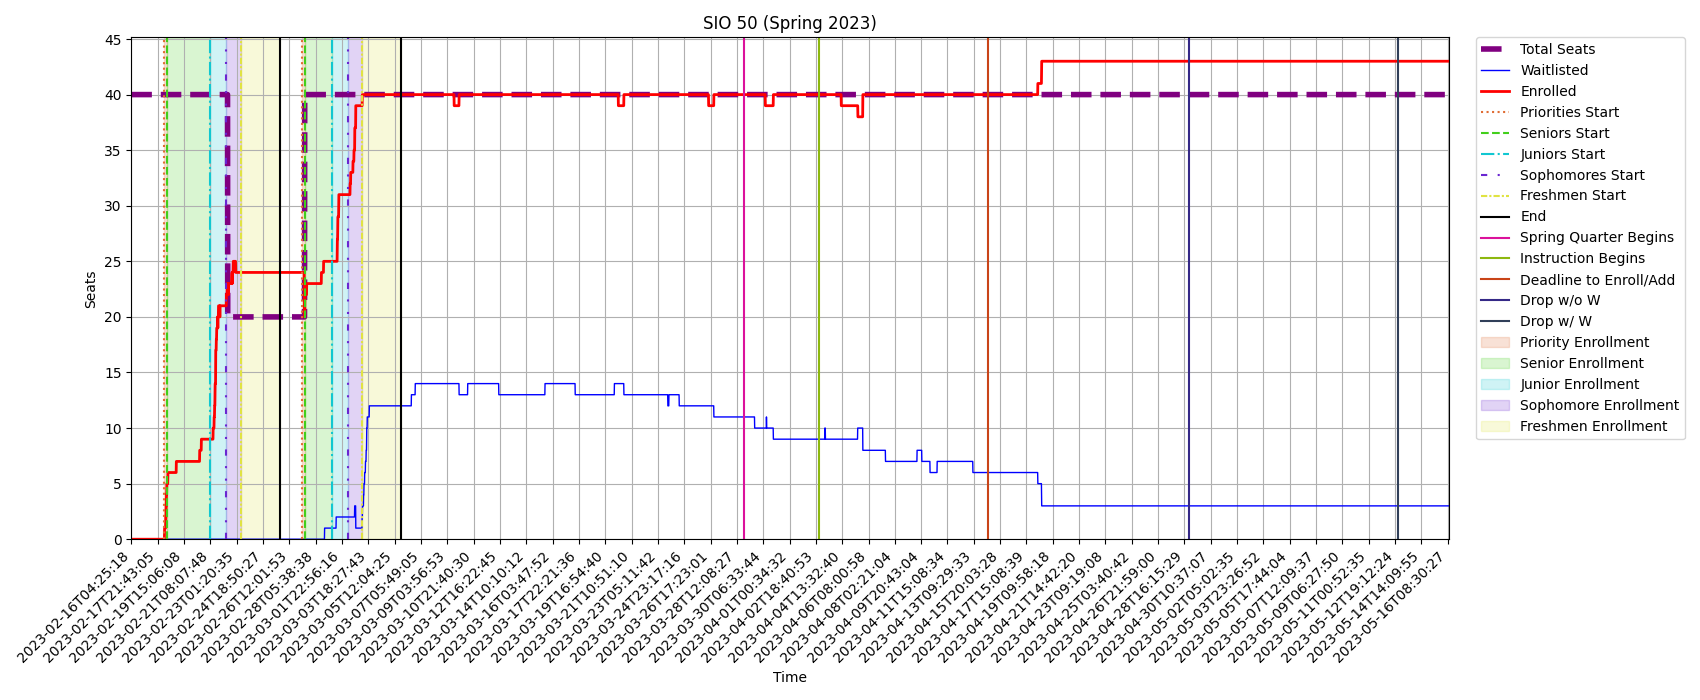 SIO 50 (Spring 2023)
45
40
35
30
25
20
15
10
5
0
Seats
2023-02-16T04:25:18
2023-02-17T21:43:05
2023-02-19T15:06:08
2023-02-21T08:07:48
2023-02-23T01:20:35
2023-02-24T18:50:27
2023-02-26T12:01:53
2023-02-28T05:38:38
2023-03-01T22:56:16
2023-03-03T18:27:43
2023-03-05T12:04:25
2023-03-07T05:49:05
2023-03-09T03:56:53
2023-03-10T21:40:30
2023-03-12T16:22:45
2023-03-14T10:10:12
2023-03-16T03:47:52
2023-03-17T22:21:36
2023-03-19T16:54:40
2023-03-21T10:51:10
2023-03-23T05:11:42
2023-03-24T23:17:16
2023-03-26T17:23:01
2023-03-28T12:08:27
2023-03-30T06:33:44
2023-04-01T00:34:32
2023-04-02T18:40:53
2023-04-04T13:32:40
2023-04-06T08:00:58
2023-04-08T02:21:04
2023-04-09T20:43:04
2023-04-11T15:08:34
2023-04-13T09:29:33
2023-04-15T20:03:28
2023-04-17T15:08:39
2023-04-19T09:58:18
2023-04-21T14:42:20
2023-04-23T09:19:08
2023-04-25T03:40:42
2023-04-26T21:59:00
2023-04-28T16:15:29
2023-04-30T10:37:07
2023-05-02T05:02:35
2023-05-03T23:26:52
2023-05-05T17:44:04
2023-05-07T12:09:37
2023-05-09T06:27:50
2023-05-11T00:52:35
2023-05-12T19:12:24
2023-05-14T14:09:55
2023-05-16T08:30:27
Time
Total Seats
Waitlisted
Enrolled
Priorities Start
Seniors Start
Juniors Start
Sophomores Start
Freshmen Start
End
Spring Quarter Begins
Instruction Begins
Deadline to Enroll/Add
Drop w/o W
Drop w/ W
Priority Enrollment
Senior Enrollment
Junior Enrollment
Sophomore Enrollment
Freshmen Enrollment